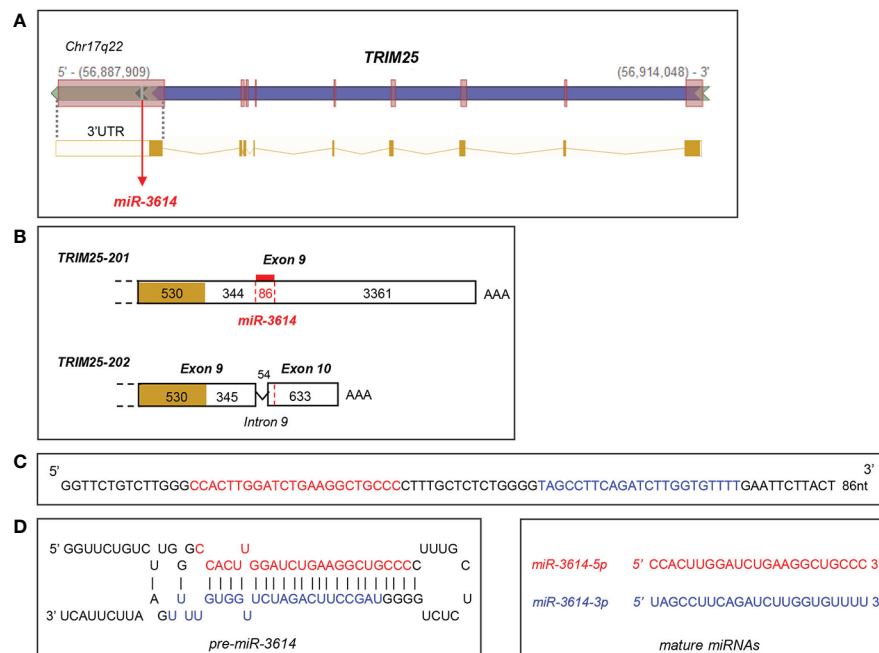 A
Chr17q22
TRIM25
5' - (56,887,909)
(56,914,048) - 3'
3'UTR
miR-3614
B
TRIM25-201
Exon 9
530 344 86 3361 AAA
miR-3614
TRIM25-202
Exon 9 54 Exon 10
530 345 633 AAA
Intron 9
C
5' 3'
GGTTCTGTCTTGGGCCACTTGGATCTGAAGGCTGCCCCTTTGCTCTCTGGGGTAGCCTTCAGATCTTGGTGTTTTGAATTCTTACT 86nt
D
5' GGUUCUGUC UG G C U UUUG
U G CACU GGAUCUGAAGGCUGCCCC C
A U GUGG UCUAGACUUCCGAUGGGG U
3' UCAUUCUUA GU UU U CUCUC
pre-miR-3614
miR-3614-5p 5' CCACUUGGAUCUGAAGGCUGCCC 3'
miR-3614-3p 5' UAGCCUUCAGAUCUUGGUGUUUU 3'
mature miRNAs